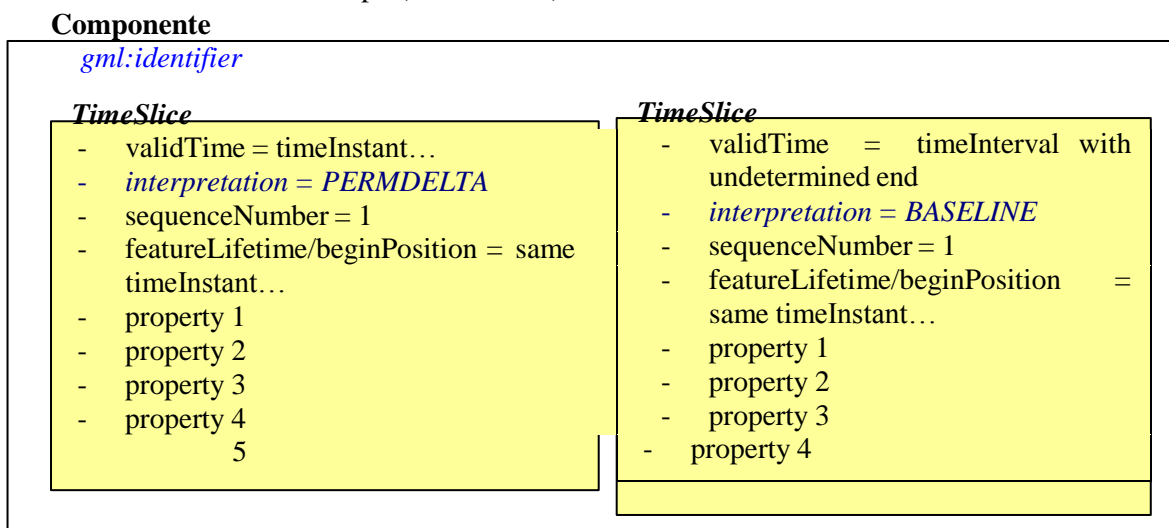 Componente
gml:identifier
TimeSlice
- validTime = timeInstant…
- interpretation = PERMDELTA
- sequenceNumber = 1
- featureLifetime/beginPosition = same
timeInstant…
- property 1
- property 2
- property 3
- property 4
5
TimeSlice
- validTime = timeInterval with
undetermined end
- interpretation = BASELINE
- sequenceNumber = 1
- featureLifetime/beginPosition =
same timeInstant…
- property 1
- property 2
- property 3
- property 4